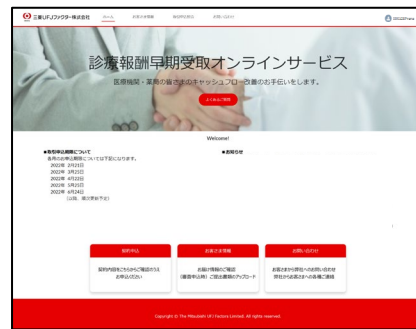 三菱UFJファクター株式会社
ホーム
お客さま情報
契約申込状況
お問い合わせ
診療報酬早期受取オンラインサービス
医療機関・薬局の皆さまのキャッシュフロー改善のお手伝いをします。
よくあるご質問
Welcome!
●取引申込期限について
各月のお申込期限については下記になります。
2022年 2月21日
2022年 3月23日
2022年 4月22日
2022年 5月25日
2022年 6月24日
(以降、順次更新予定)
●お知らせ
契約申込
契約内容をこちらからご確認のうえ
お申込ください
お客さま情報
お届け情報のご確認
(審査申込時)ご提出書類のアップロード
お問い合わせ
お客さまから弊社へのお問い合わせ
弊社からお客さまへの各種ご連絡
Copyright © The Mitsubishi UFJ Factors Limited. All rights reserved.